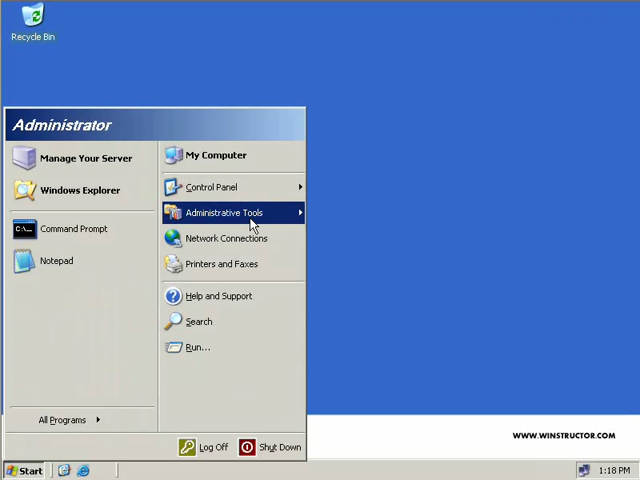 Recycle Bin
Administrator
Manage Your Server
Windows Explorer
Command Prompt
C:\_
Notepad
All Programs
My Computer
Control Panel
Administrative Tools
Network Connections
Printers and Faxes
Help and Support
Search
Run...
Log Off
Shut Down
WWW.WINSTRUCTOR.COM
Start
1:18 PM